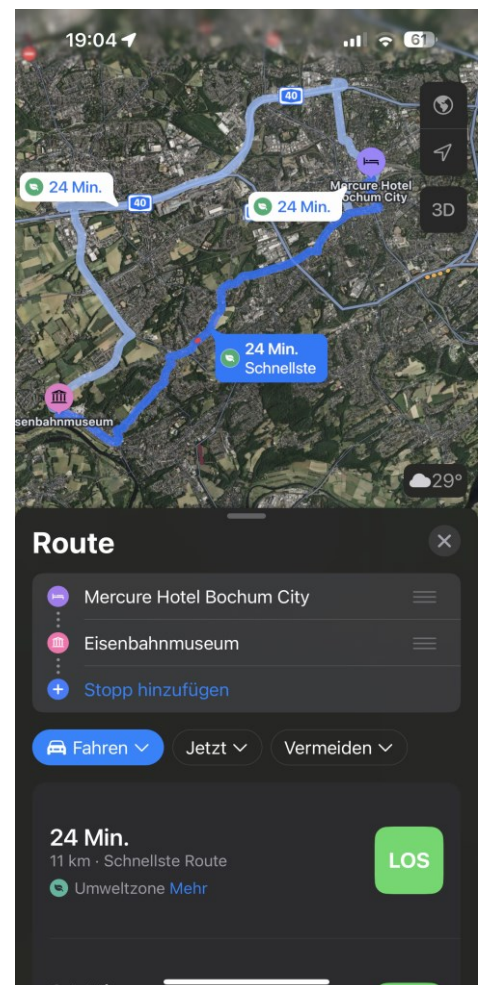 19:04
61
40
24 Min.
40
Mercure Hotel
Bochum City
24 Min.
3D
24 Min.
Schnellste
senbahnmuseum
29°
Route
Mercure Hotel Bochum City
Eisenbahnmuseum
Stopp hinzufügen
Fahren
Jetzt
Vermeiden
24 Min.
11 km · Schnellste Route
LOS
Umweltzone Mehr